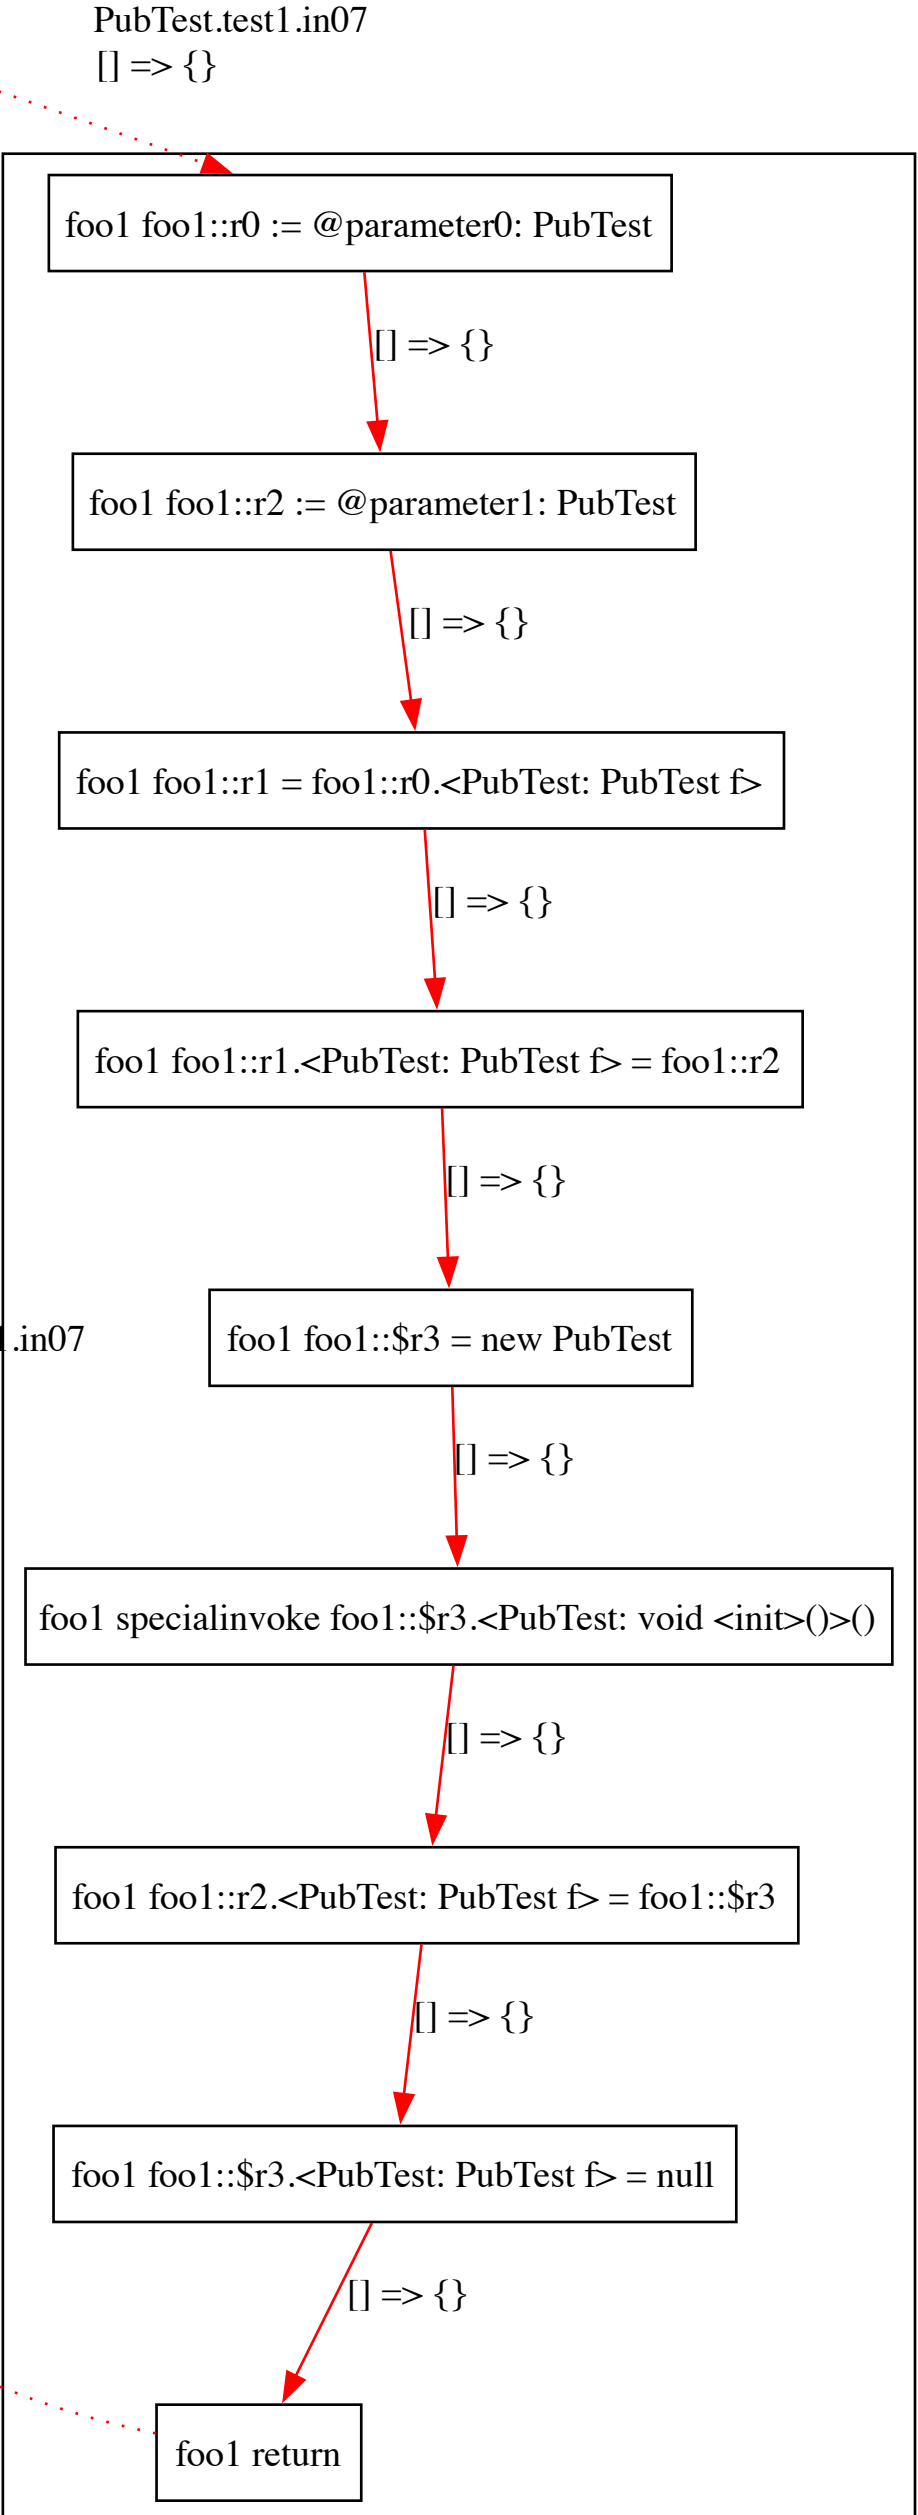 PubTest.test1.in07
[] => {}
foo1 foo1::r0 := @parameter0: PubTest
[] => {}
foo1 foo1::r2 := @parameter1: PubTest
[] => {}
foo1 foo1::r1 = foo1::r0.<PubTest: PubTest f>
[] => {}
foo1 foo1::r1.<PubTest: PubTest f> = foo1::r2
[] => {}
.in07
foo1 foo1::$r3 = new PubTest
[] => {}
foo1 specialinvoke foo1::$r3.<PubTest: void <init>()>()
[] => {}
foo1 foo1::r2.<PubTest: PubTest f> = foo1::$r3
[] => {}
foo1 foo1::$r3.<PubTest: PubTest f> = null
[] => {}
foo1 return